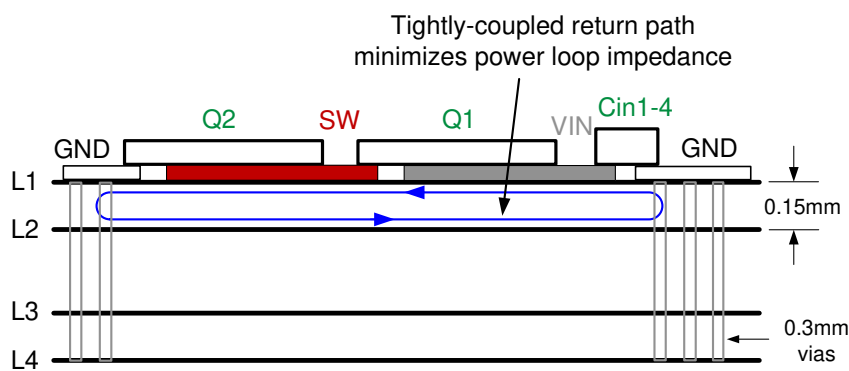 Tightly-coupled return path
minimizes power loop impedance
Cin1-4
Q2
SW
Q1
VIN
GND
GND
L1
0.15mm
L2
L3
0.3mm
vias
L4